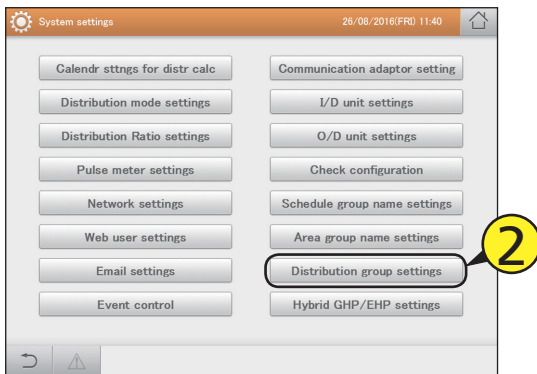 System settings
26/08/2016(FRI) 11:40
Calendr sttngs for distr calc
Communication adaptor setting
Distribution mode settings
I/D unit settings
Distribution Ratio settings
O/D unit settings
Pulse meter settings
Check configuration
Network settings
Schedule group name settings
Web user settings
Area group name settings
Email settings
Distribution group settings
2
Event control
Hybrid GHP/EHP settings